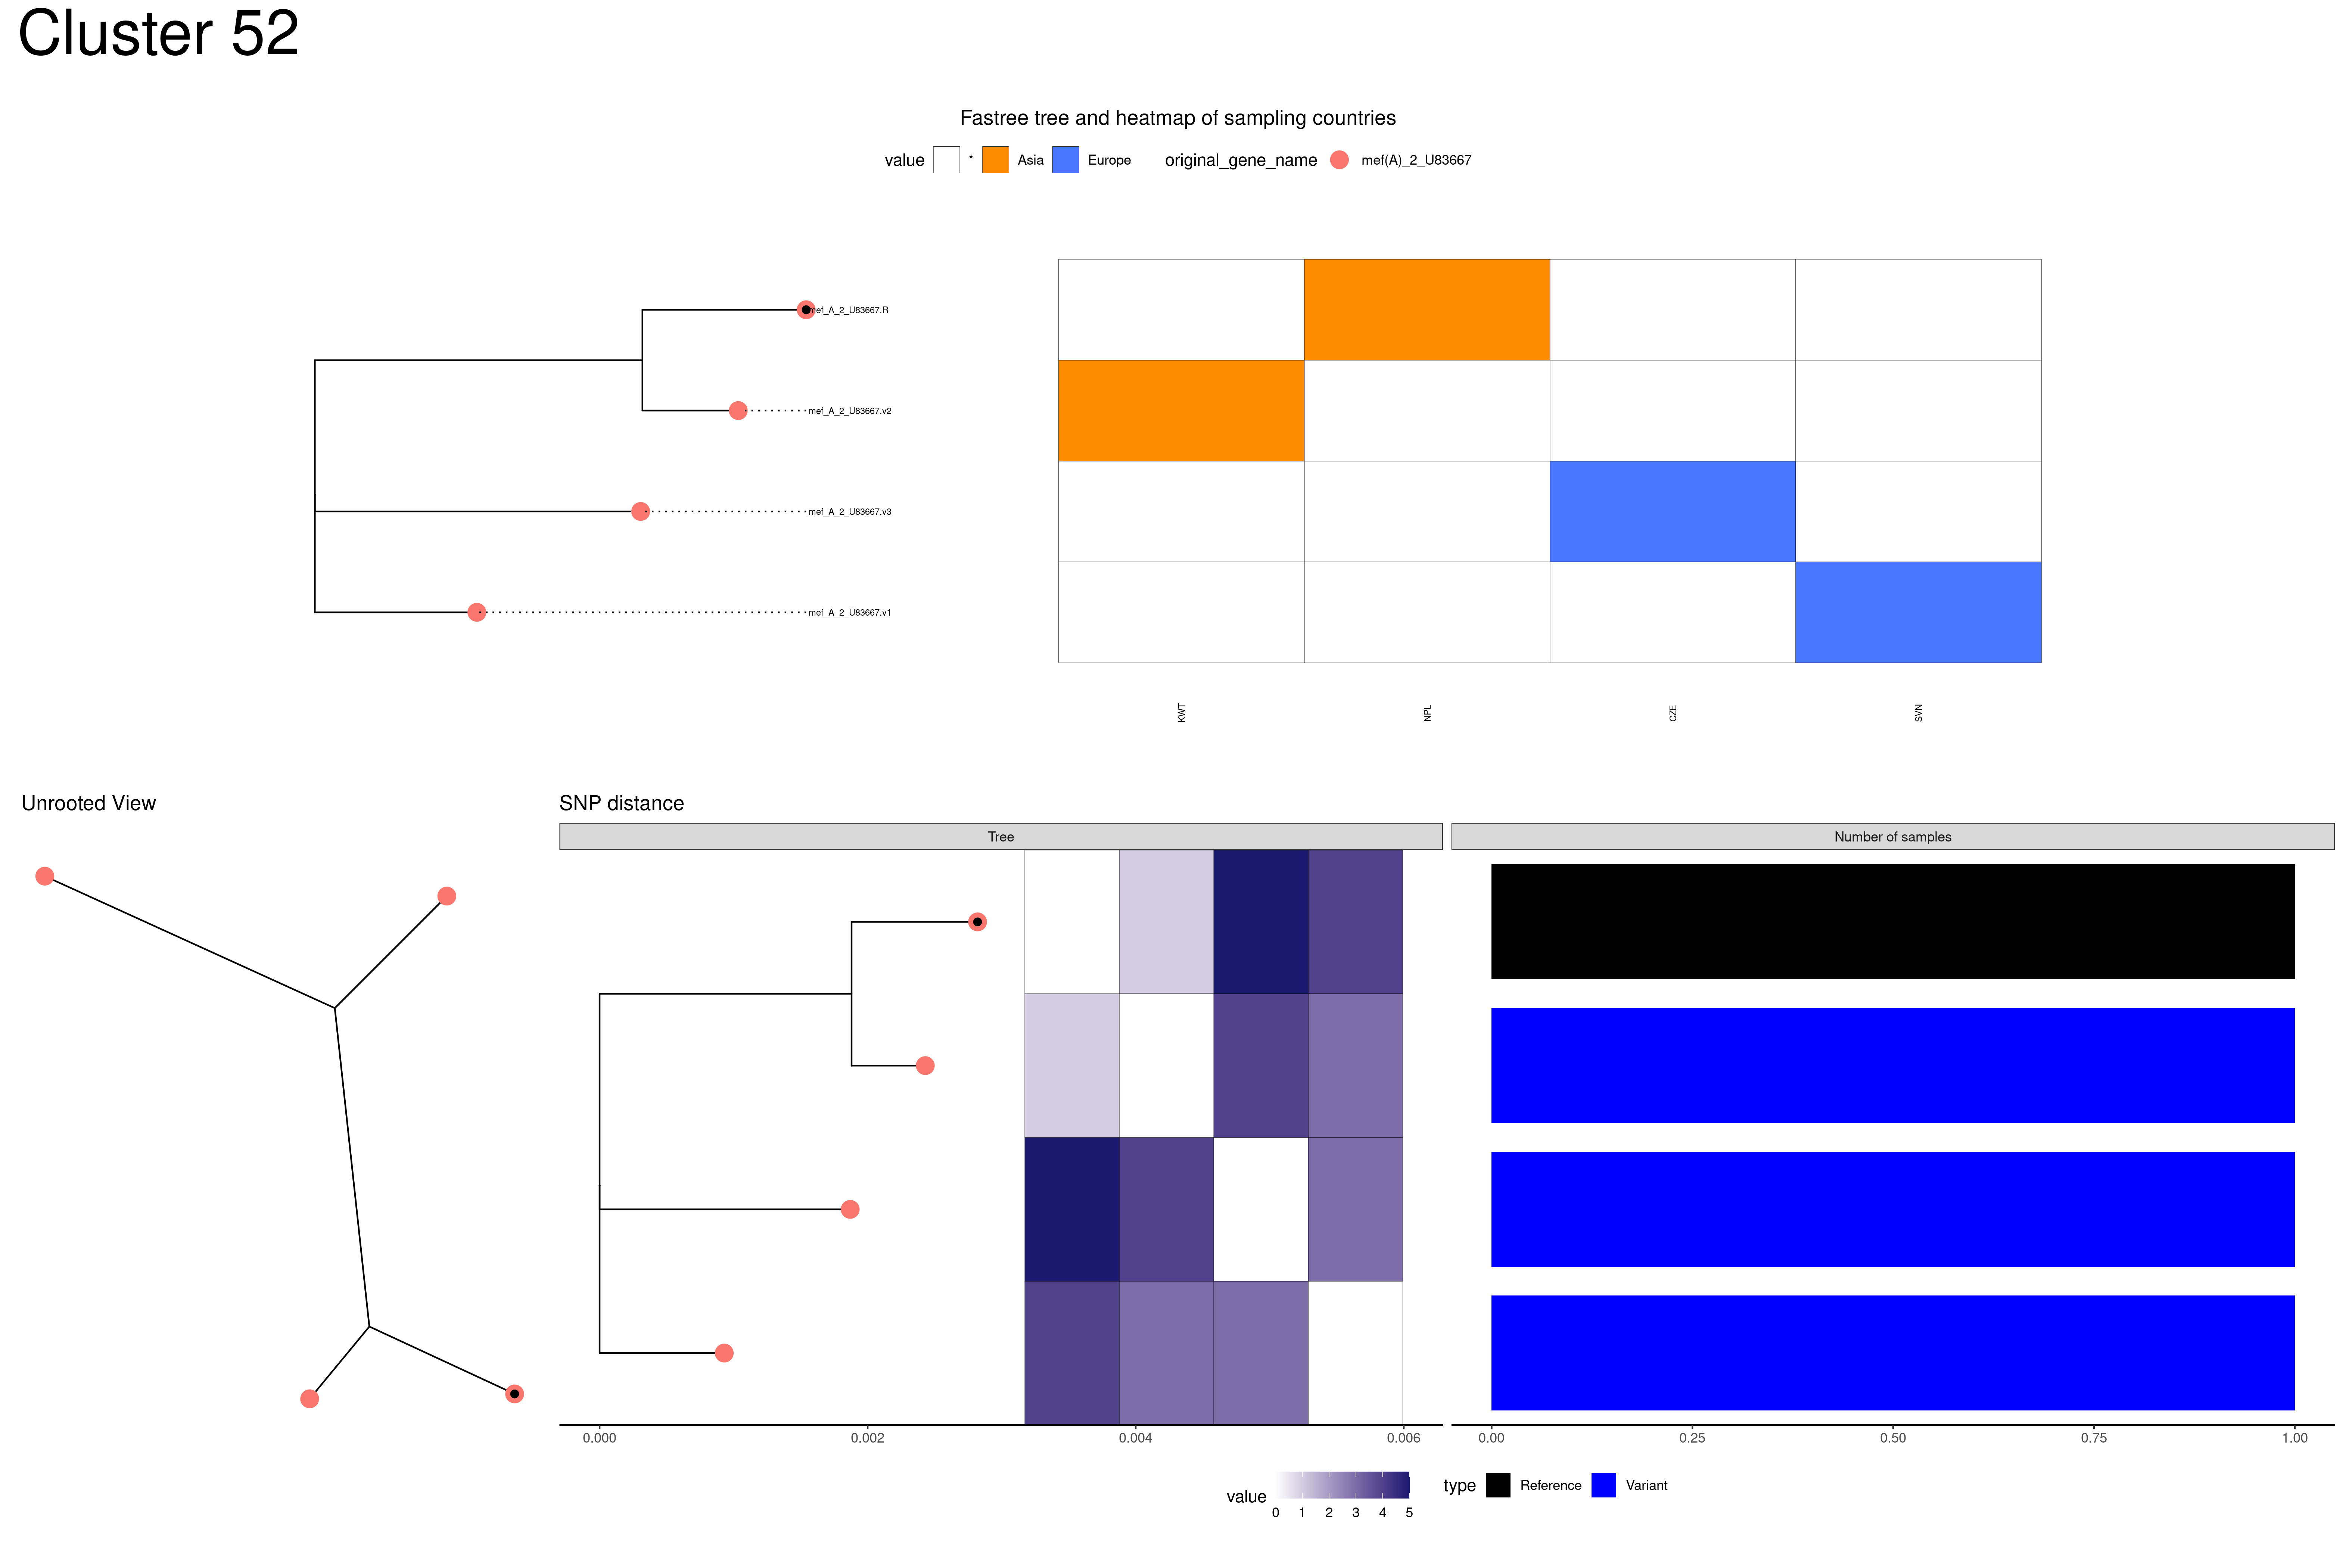 Cluster 52
Fastree tree and heatmap of sampling countries
value * Asia Europe original_gene_name mef(A)_2_U83667
mef_A_2_U83667.R
mef_A_2_U83667.v2
mef_A_2_U83667.v3
mef_A_2_U83667.v1
KWT NPL CZE SVN
Unrooted View
SNP distance
Tree Number of samples
0.000 0.002 0.004 0.006 0.00 0.25 0.50 0.75 1.00
value 0 1 2 3 4 5 type Reference Variant